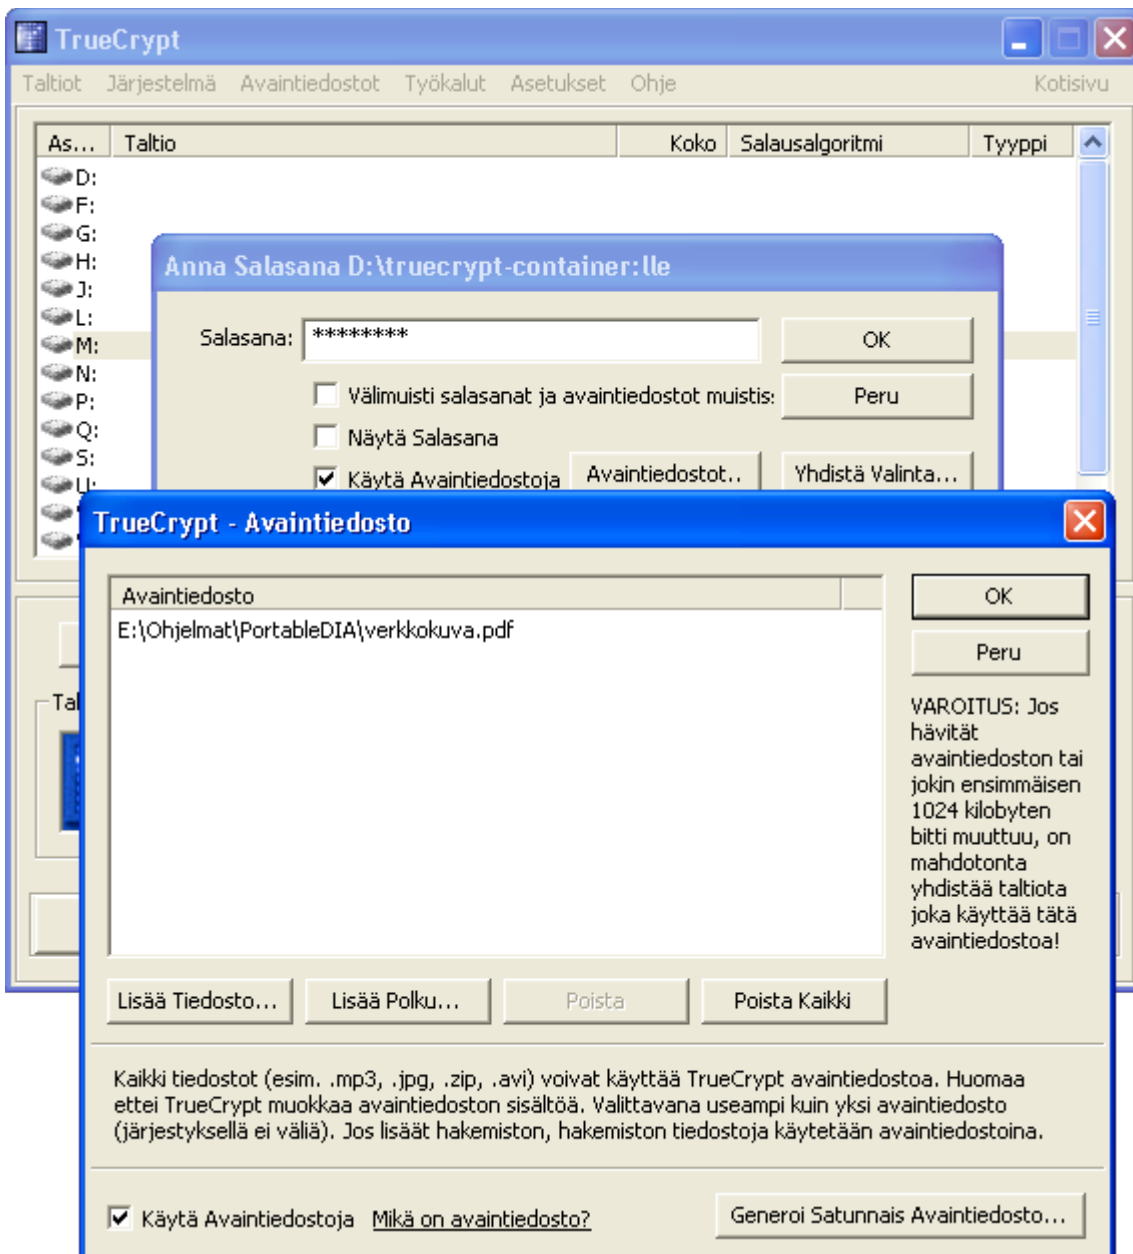 TrueCrypt
Taltiot Järjestelmä Avaintiedostot Työkalut Asetukset Ohje Kotisivu
As... Taltio Koko Salausalgoritmi Tyyppi
D:
F:
G:
H:
J:
L:
M:
N:
P:
Q:
S:
U:
Anna Salasana D:\truecrypt-container:lle
Salasana: ******** OK
Välimuisti salasanat ja avaintiedostot muistis: Peru
Näytä Salasana
Käytä Avaintiedostoja Avaintiedostot.. Yhdistä Valinta...
TrueCrypt - Avaintiedosto
Avaintiedosto
E:\Ohjelmat\PortableDIA\verkkokuva.pdf
OK
Peru
VAROITUS: Jos
hävität
avaintiedoston tai
jokin ensimmäisen
1024 kilobyten
bitti muuttuu, on
mahdotonta
yhdistää taltiota
joka käyttää tätä
avaintiedostoa!
Lisää Tiedosto... Lisää Polku... Poista Poista Kaikki
Kaikki tiedostot (esim. .mp3, .jpg, .zip, .avi) voivat käyttää TrueCrypt avaintiedostoa. Huomaa
ettei TrueCrypt muokkaa avaintiedoston sisältöä. Valittavana useampi kuin yksi avaintiedosto
(järjestyksellä ei väliä). Jos lisäät hakemiston, hakemiston tiedostoja käytetään avaintiedostoina.
Käytä Avaintiedostoja Mikä on avaintiedosto? Generoi Satunnais Avaintiedosto...